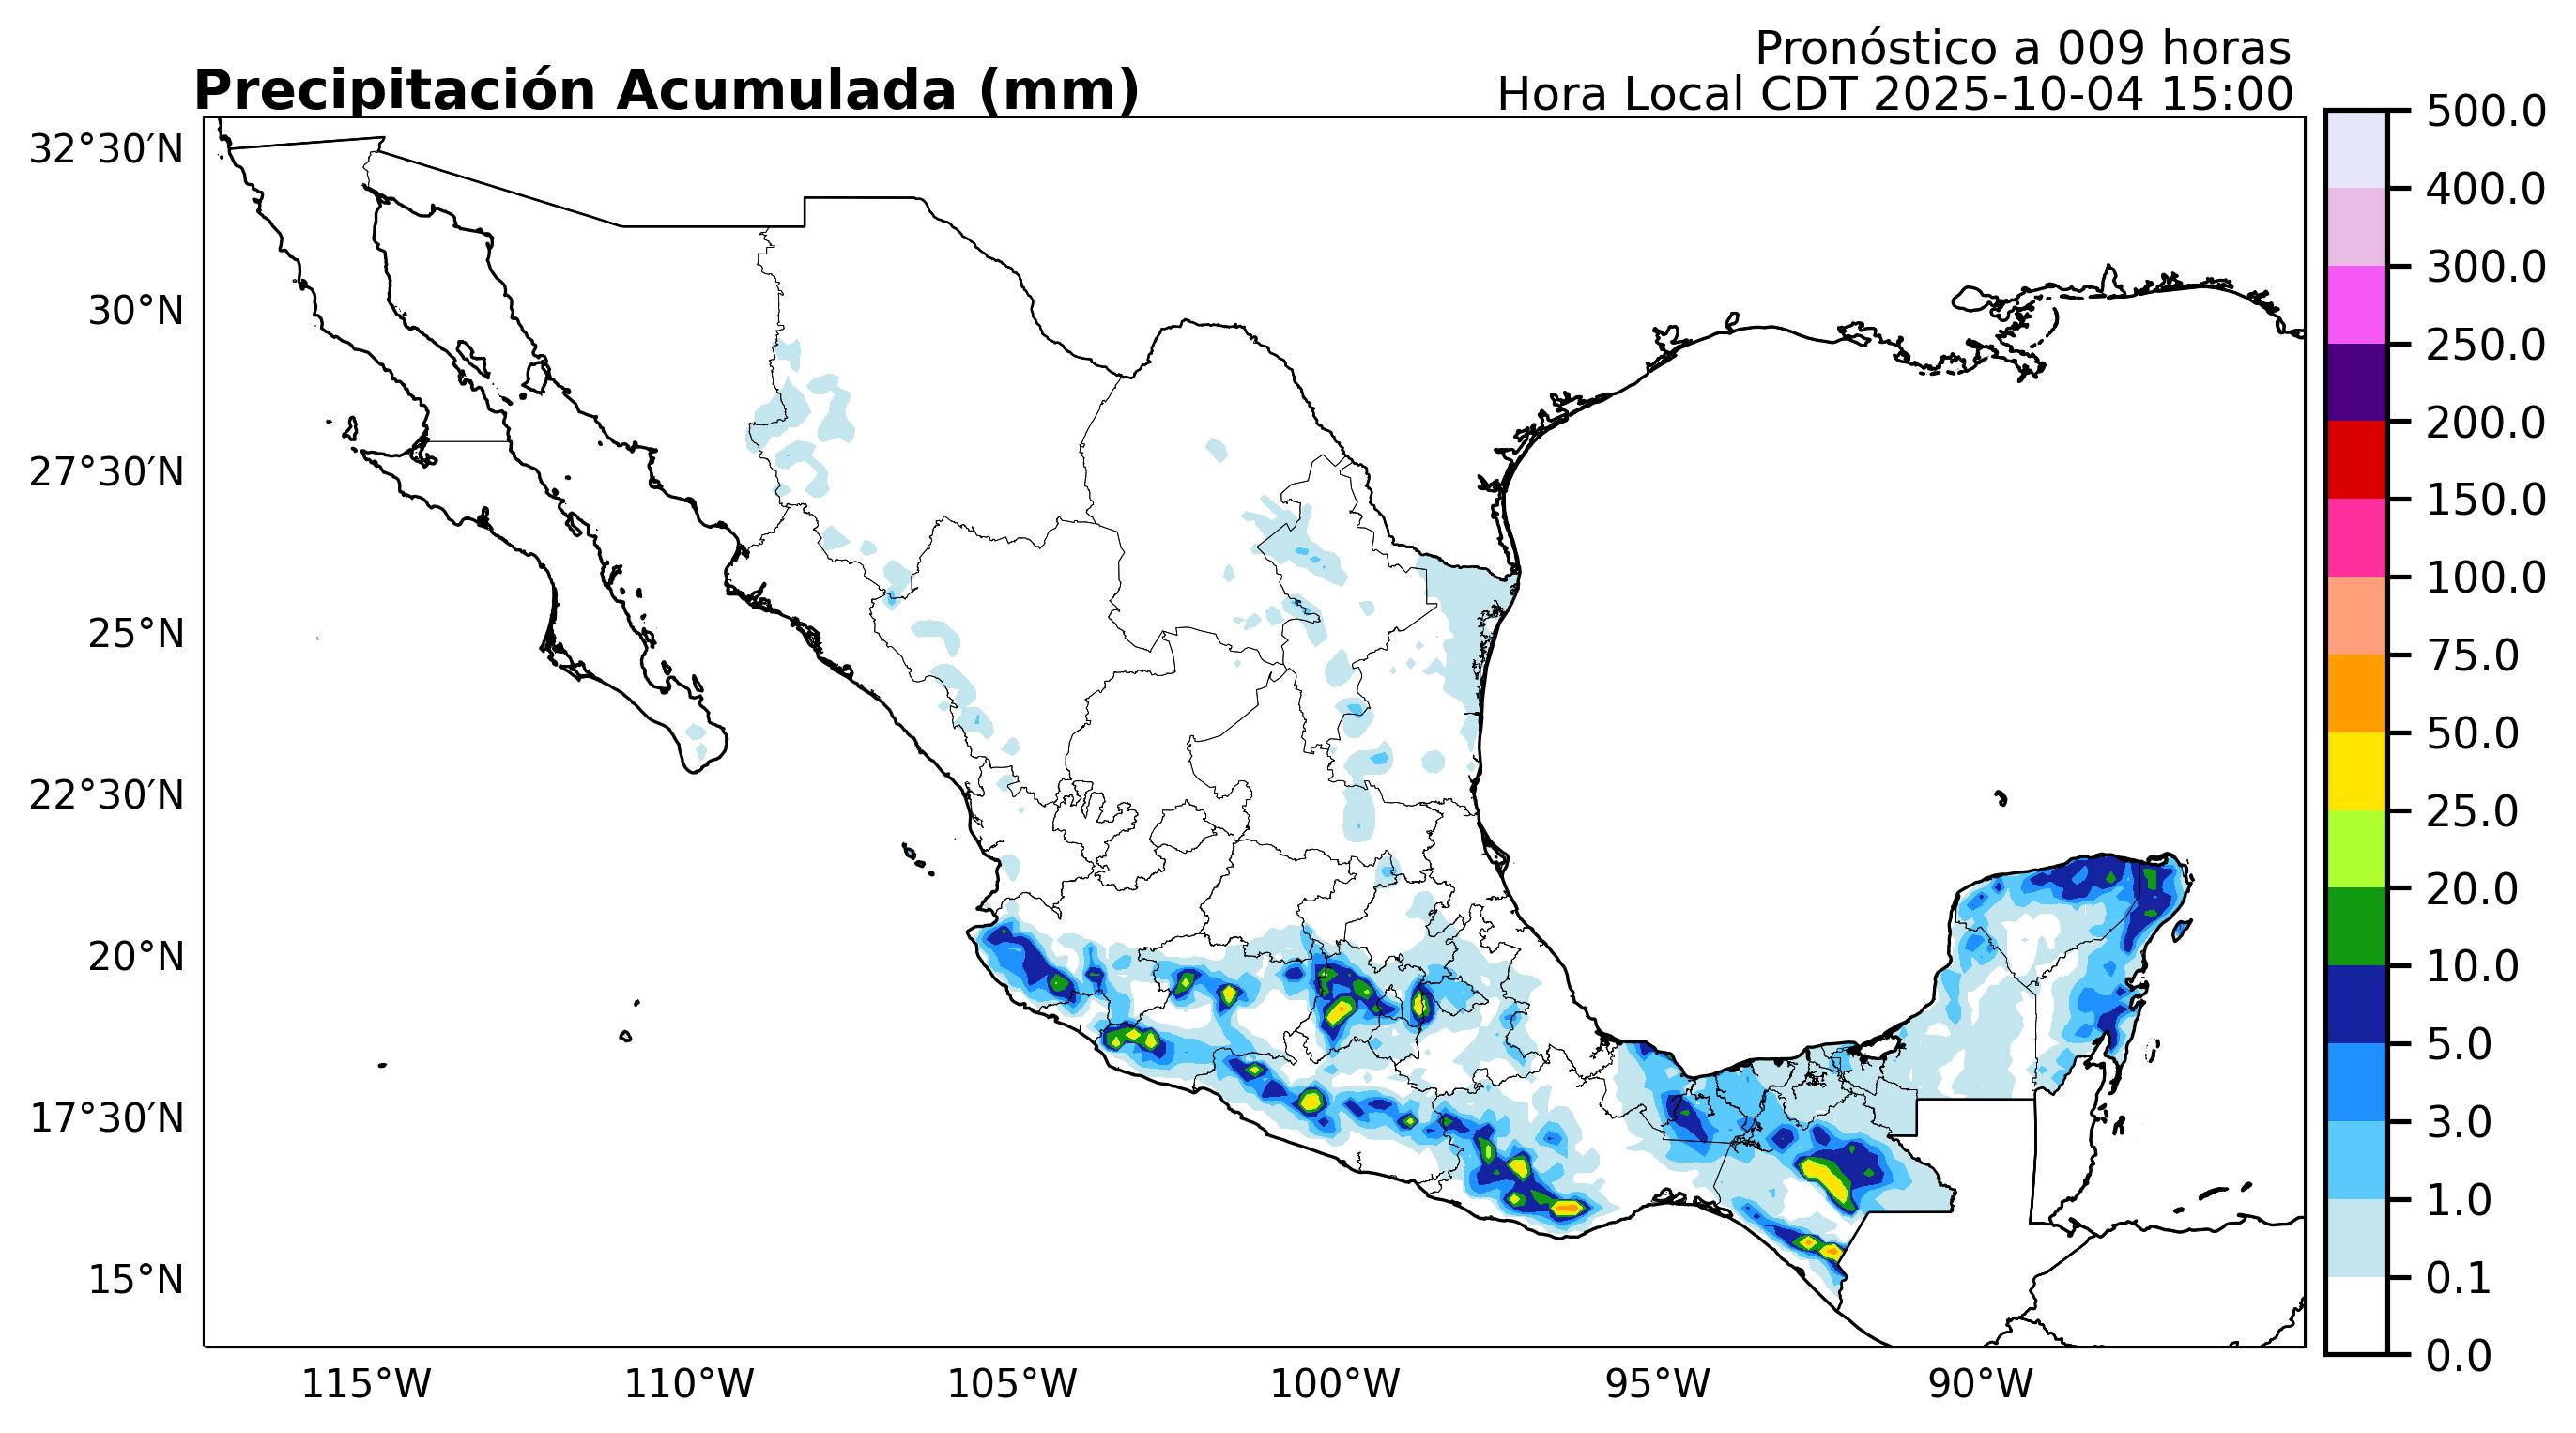 Pronóstico a 009 horas
Precipitación Acumulada (mm)
Hora Local CDT 2025-10-04 15:00
32°30′N
30°N
27°30′N
25°N
22°30′N
20°N
17°30′N
15°N
115°W
110°W
105°W
100°W
95°W
90°W
500.0
400.0
300.0
250.0
200.0
150.0
100.0
75.0
50.0
25.0
20.0
10.0
5.0
3.0
1.0
0.1
0.0